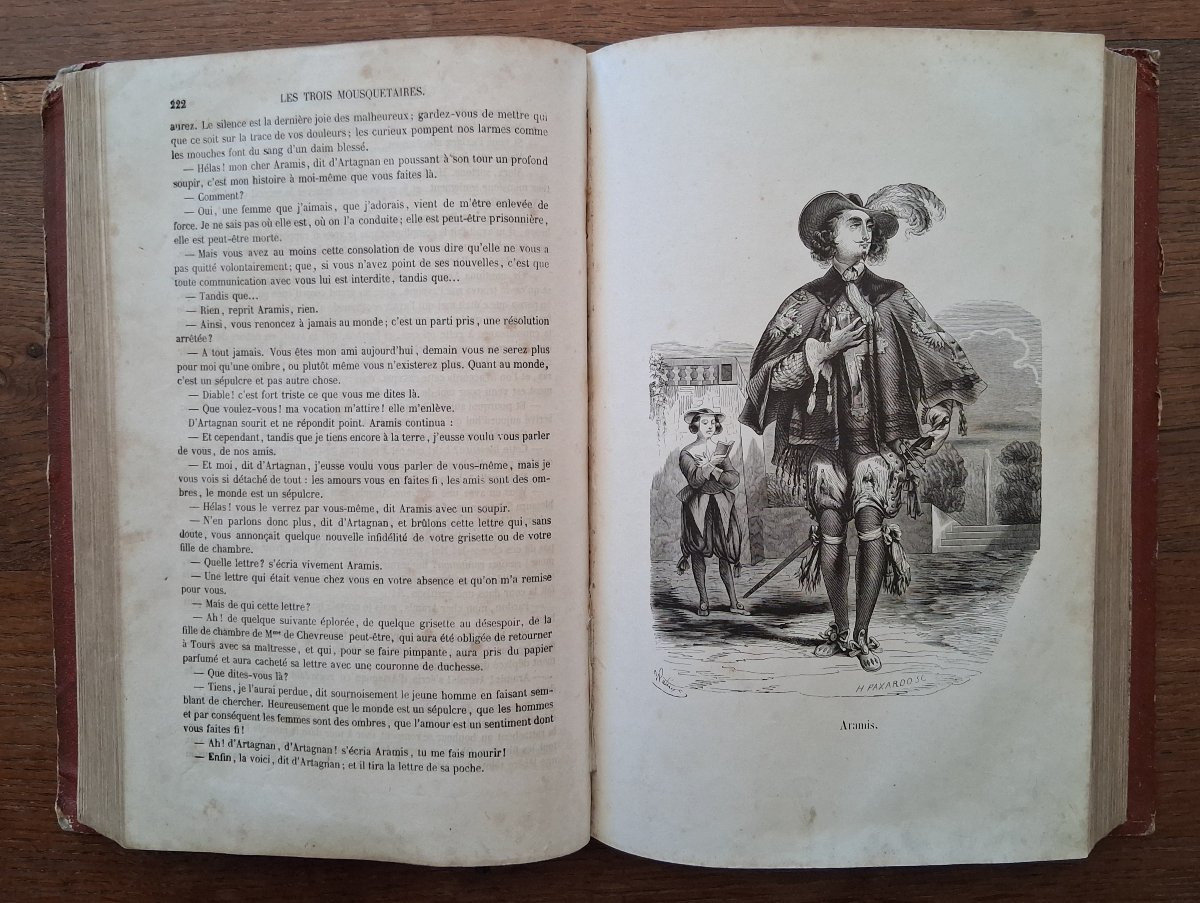 222
LES TROIS MOUSQUETAIRES.
aurez. Le silence est la dernière joie des malheureux; gardez-vous de mettre qui
que ce soit sur la trace de vos douleurs; les curieux pompent nos larmes comme
les mouches font du sang d'un daim blessé.
— Hélas! mon cher Aramis, dit d'Artagnan en poussant à son tour un profond
soupir, c'est mon histoire à moi-même que vous faites là.
— Comment?
— Oui, une femme que j'aimais, que j'adorais, vient de m'être enlevée de
force. Je ne sais pas où elle est, où on l'a conduite; elle est peut-être prisonnière,
elle est peut-être morte.
— Mais vous avez au moins cette consolation de vous dire qu'elle ne vous a
pas quitté volontairement; que, si vous n'avez point de ses nouvelles, c'est que
toute communication avec vous lui est interdite, tandis que...
— Tandis que...
— Rien, reprit Aramis, rien.
— Ainsi, vous renoncez à jamais au monde; c'est un parti pris, une résolution
arrêtée?
— A tout jamais. Vous êtes mon ami aujourd'hui, demain vous ne serez plus
pour moi qu'une ombre, ou plutôt même vous n'existerez plus. Quant au monde,
c'est un sépulcre et pas autre chose.
— Diable! c'est fort triste ce que vous me dites là.
— Que voulez-vous! ma vocation m'attire! elle m'enlève.
D'Artagnan sourit et ne répondit point. Aramis continua :
— Et cependant, tandis que je tiens encore à la terre, j'eusse voulu vous parler
de vous, de nos amis.
— Et moi, dit d'Artagnan, j'eusse voulu vous parler de vous-même, mais je
vous vois si détaché de tout : les amours vous en faites fi, les amis sont des om-
bres, le monde est un sépulcre.
— Hélas! vous le verrez par vous-même, dit Aramis avec un soupir.
— N'en parlons donc plus, dit d'Artagnan, et brûlons cette lettre qui, sans
doute, vous annonçait quelque nouvelle infidélité de votre grisette ou de votre
fille de chambre.
— Quelle lettre? s'écria vivement Aramis.
— Une lettre qui était venue chez vous en votre absence et qu'on m'a remise
pour vous.
— Mais de qui cette lettre?
— Ah! de quelque suivante éplorée, de quelque grisette au désespoir, de la
fille de chambre de Mme de Chevreuse peut-être, qui aura été obligée de retourner
à Tours avec sa maîtresse, et qui, pour se faire pimpante, aura pris du papier
parfumé et aura cacheté sa lettre avec une couronne de duchesse.
— Que dites-vous là?
— Tiens, je l'aurai perdue, dit sournoisement le jeune homme en faisant sem-
blant de chercher. Heureusement que le monde est un sépulcre, que les hommes
et par conséquent les femmes sont des ombres, que l'amour est un sentiment dont
vous faites fi!
— Ah! d'Artagnan, d'Artagnan! s'écria Aramis, tu me fais mourir!
— Enfin, la voici, dit d'Artagnan; et il tira la lettre de sa poche.
H PAXARDO SC
Aramis.